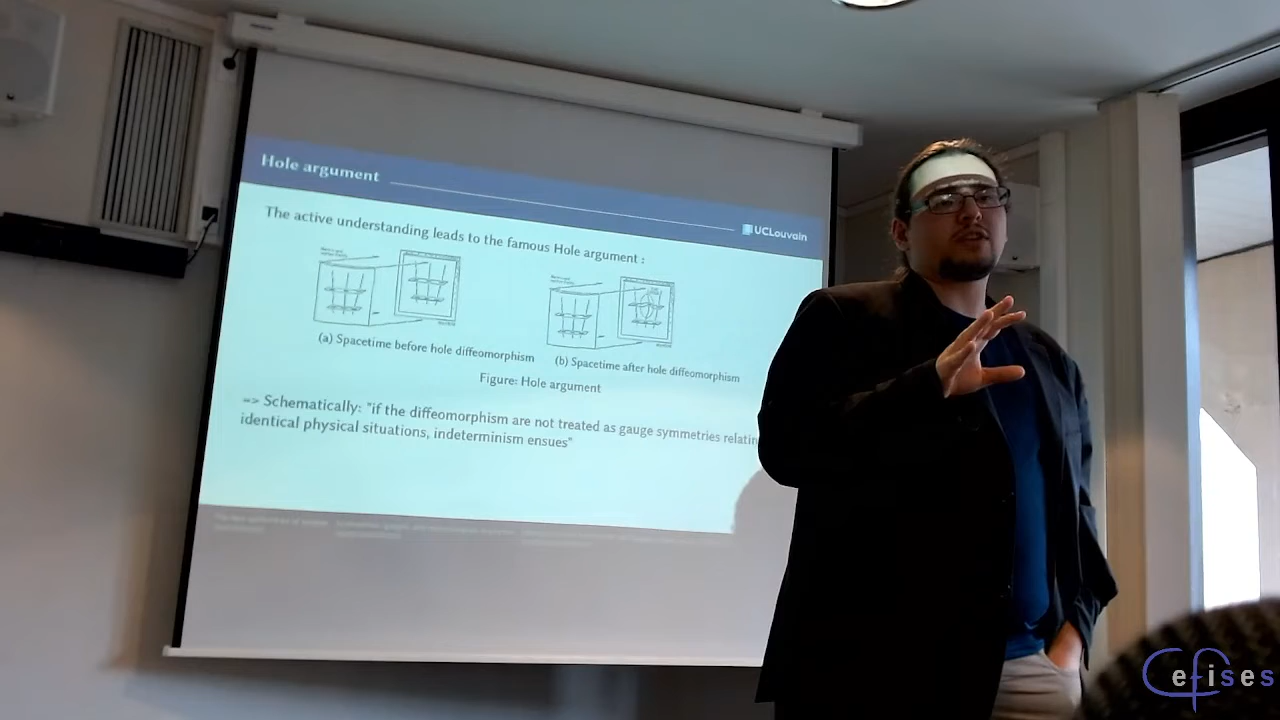 Hole argument
UCLouvain
The active understanding leads to the famous Hole argument :
(a) Spacetime before hole diffeomorphism
(b) Spacetime after hole diffeomorphism
Figure: Hole argument
=> Schematically: "if the diffeomorphism are not treated as gauge symmetries
identical physical situations, indeterminism ensues"
Cefises